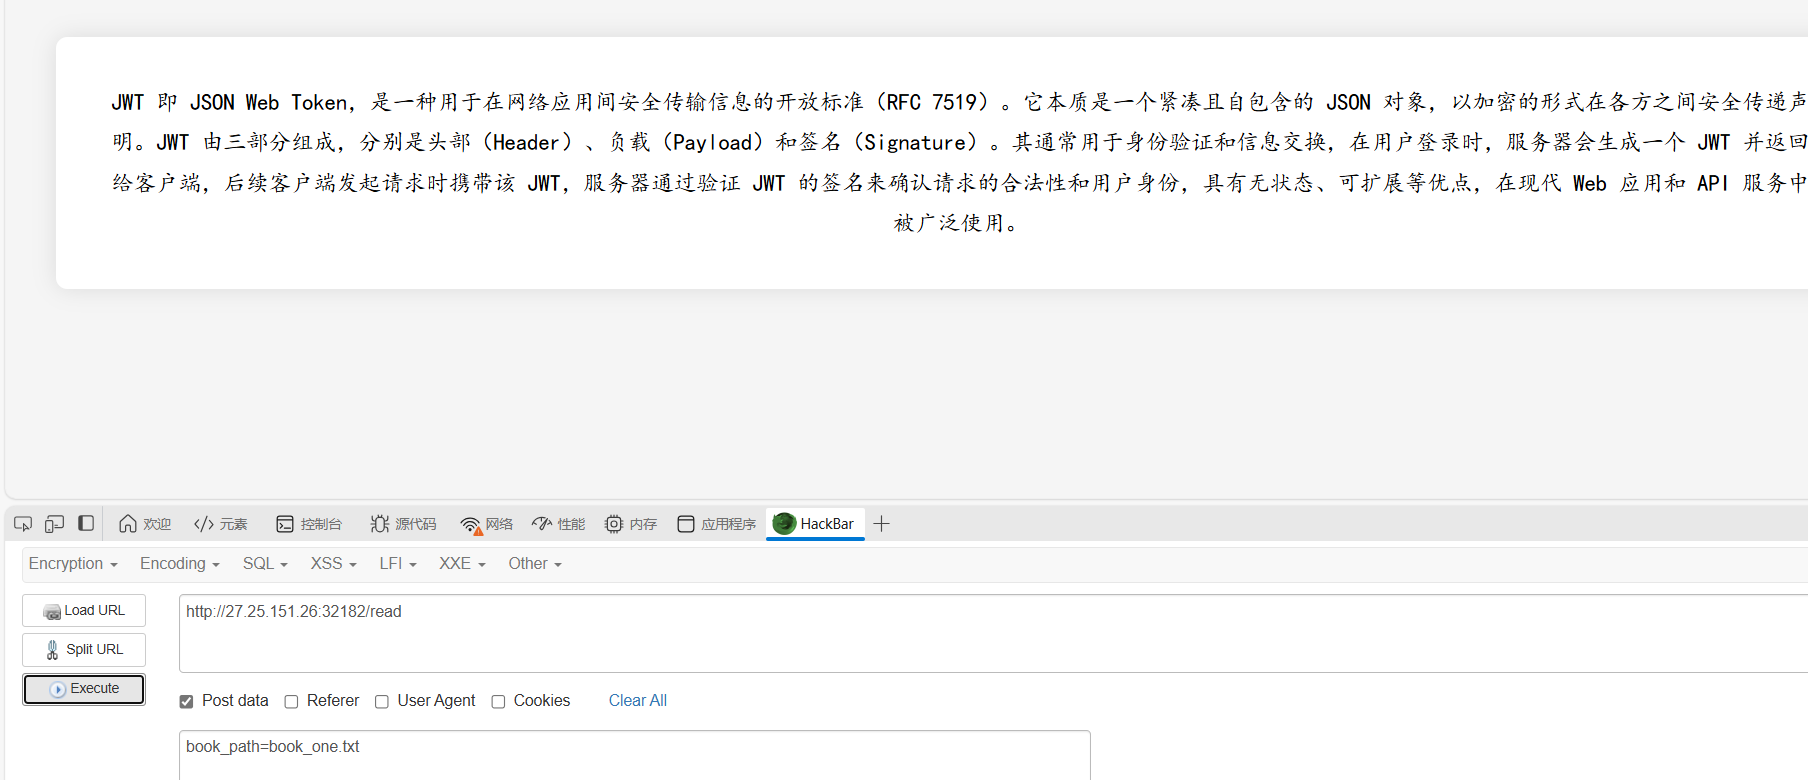 JWT 即 JSON Web Token，是一种用于在网络应用间安全传输信息的开放标准（RFC 7519）。它本质是一个紧凑且自包含的 JSON 对象，以加密的形式在各方之间安全传递声
明。JWT 由三部分组成，分别是头部（Header）、负载（Payload）和签名（Signature）。其通常用于身份验证和信息交换，在用户登录时，服务器会生成一个 JWT 并返回
给客户端，后续客户端发起请求时携带该 JWT，服务器通过验证 JWT 的签名来确认请求的合法性和用户身份，具有无状态、可扩展等优点，在现代 Web 应用和 API 服务中
被广泛使用。
欢迎 元素 控制台 源代码 网络 性能 内存 应用程序 HackBar
Encryption Encoding SQL XSS LFI XXE Other
Load URL
http://27.25.151.26:32182/read
Split URL
Execute
Post data Referer User Agent Cookies Clear All
book_path=book_one.txt